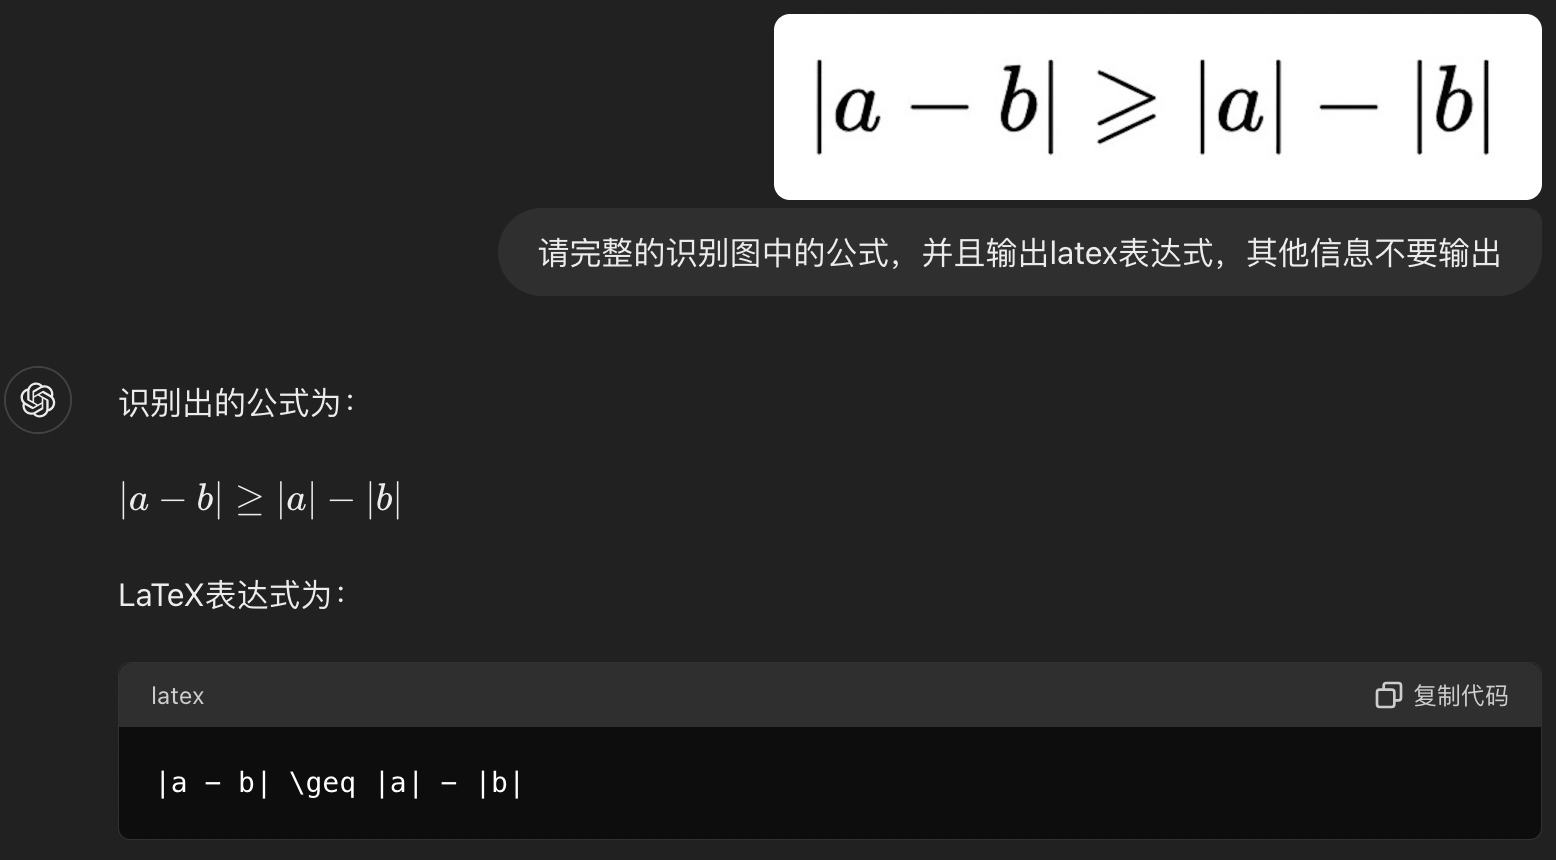 |a − b| ⩾ |a| − |b|
请完整的识别图中的公式，并且输出latex表达式，其他信息不要输出
识别出的公式为：
|a − b| ≥ |a| − |b|
LaTeX表达式为：
latex 复制代码
|a − b| \geq |a| − |b|